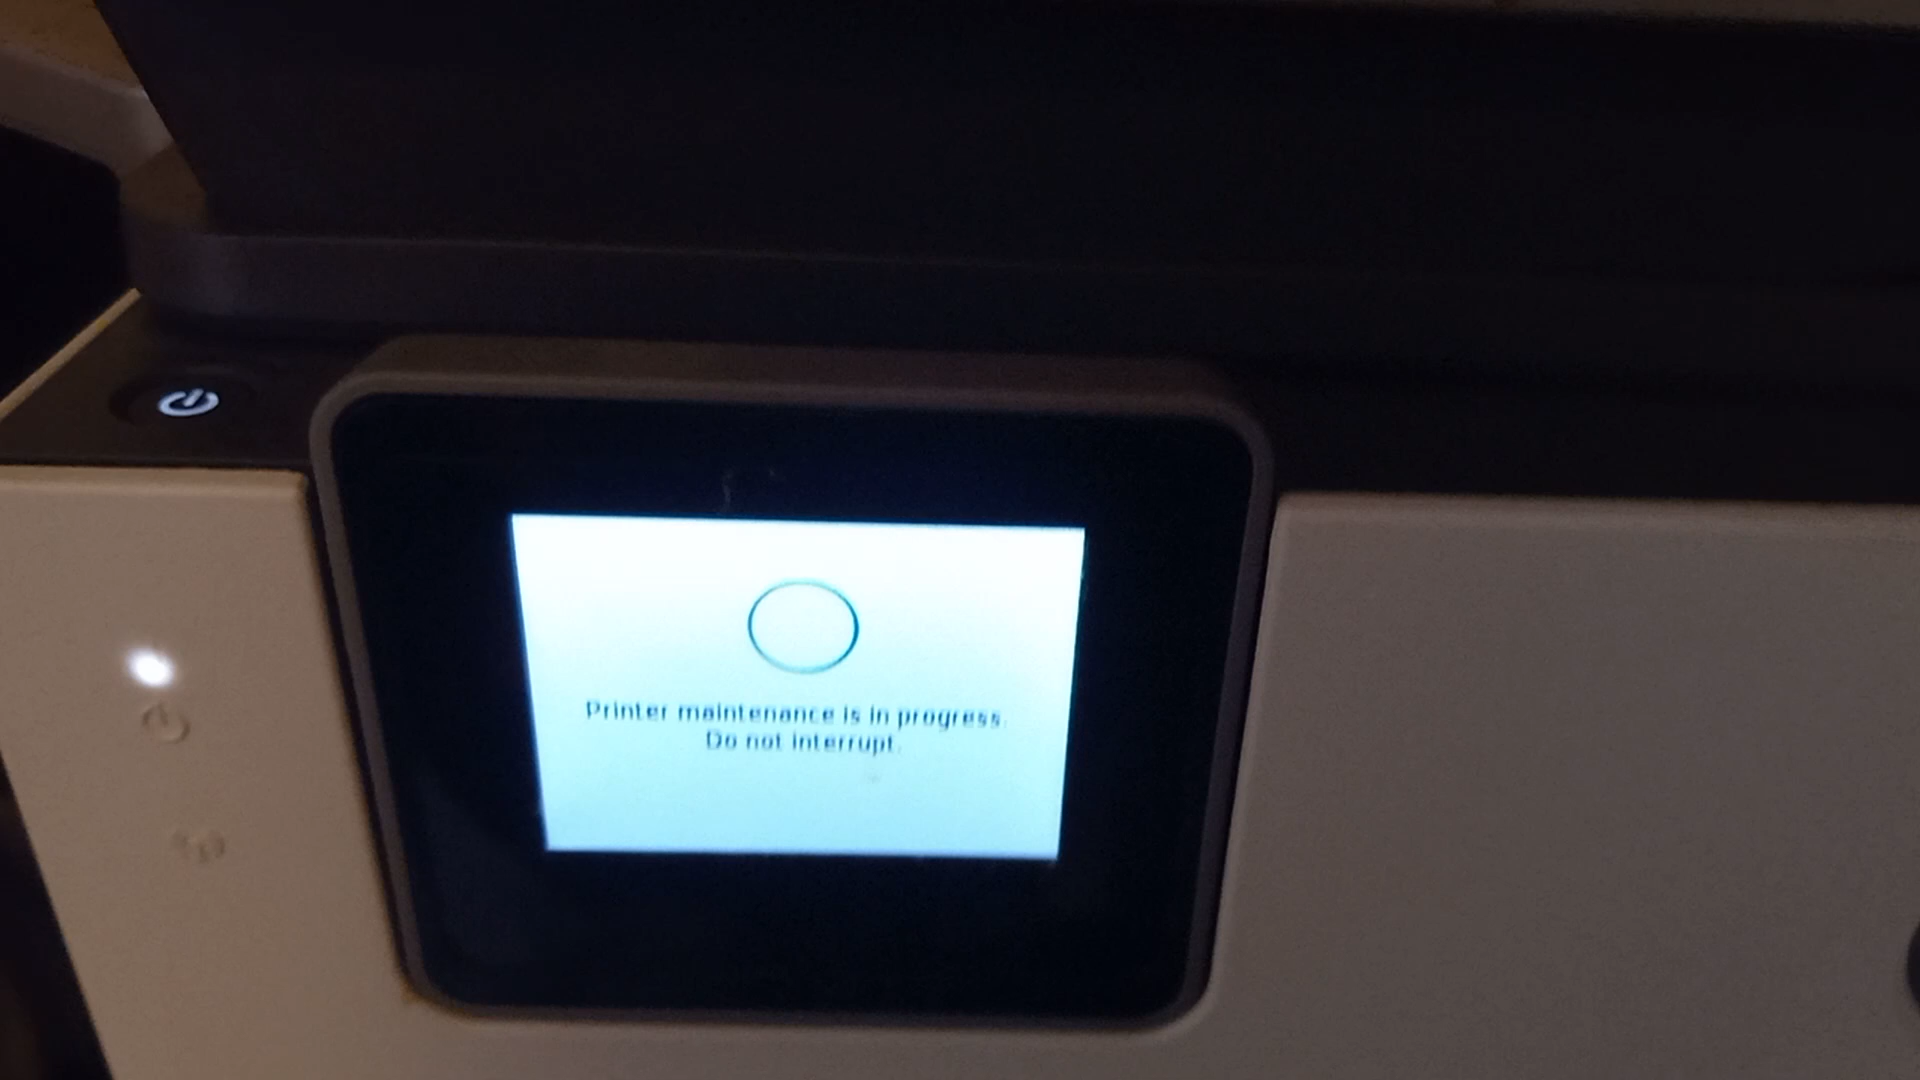 Printer maintenance is in progress.
Do not interrupt.